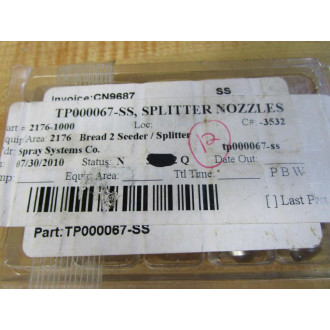 Invoice:CN9687 SS
TP000067-SS, SPLITTER NOZZLES
art # 2176-1000 Loc: C# -3532
quip Area: 2176 Bread 2 Seeder / Splitter
12
dr: Spray Systems Co. tp000067-ss
07/30/2010 Status: N Q Date Out:
mp Equip Area: Ttl Time: P B W
[ ] Last Pa
Part:TP000067-SS